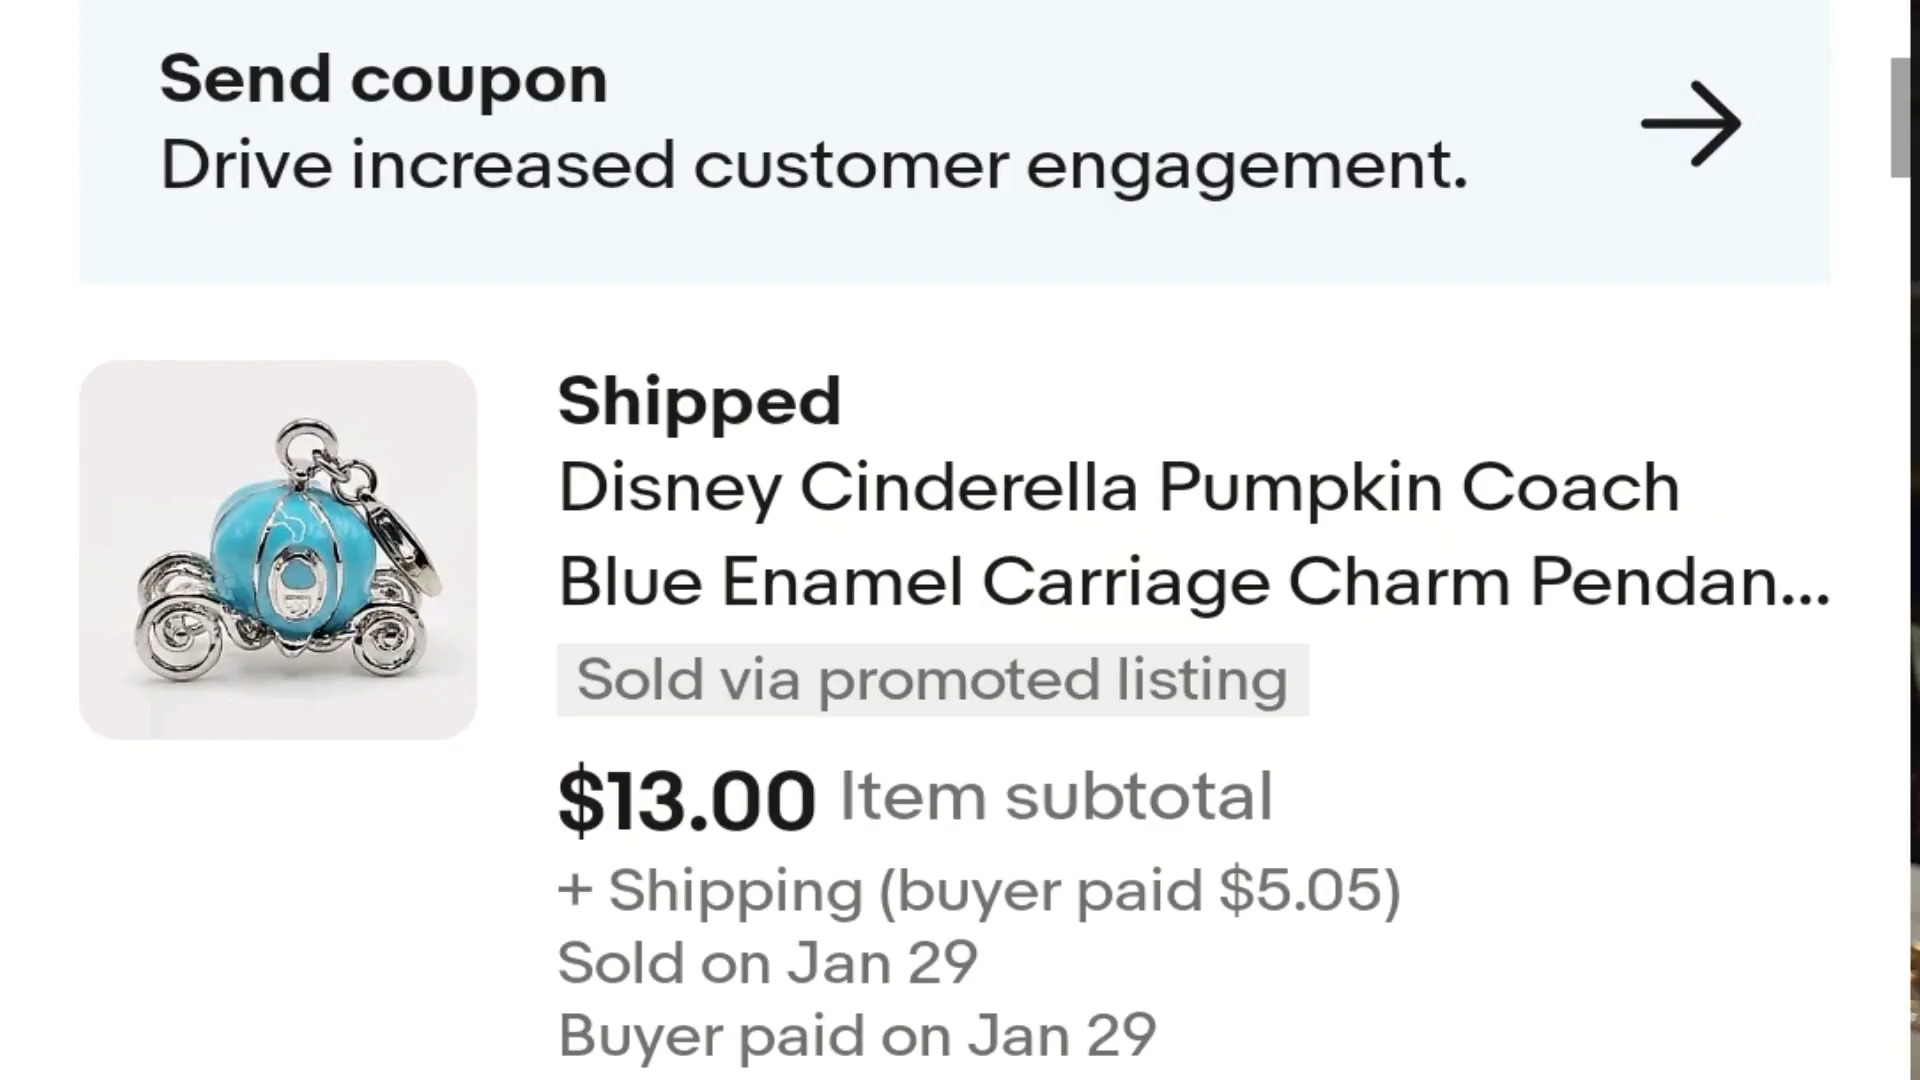 Send coupon
Drive increased customer engagement.
Shipped
Disney Cinderella Pumpkin Coach
Blue Enamel Carriage Charm Pendan...
Sold via promoted listing
$13.00 Item subtotal
+ Shipping (buyer paid $5.05)
Sold on Jan 29
Buyer paid on Jan 29